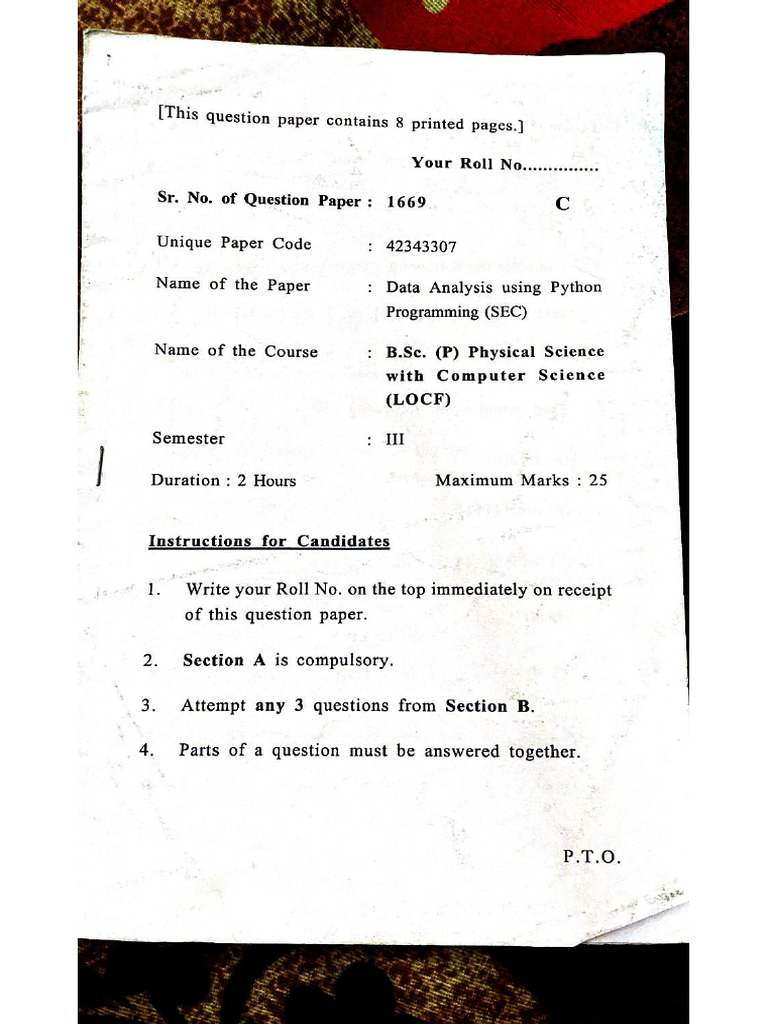 [This question paper contains 8 printed pages.]
Your Roll No...............
Sr. No. of Question Paper : 1669 C
Unique Paper Code : 42343307
Name of the Paper : Data Analysis using Python
Programming (SEC)
Name of the Course : B.Sc. (P) Physical Science
with Computer Science
(LOCF)
Semester : III
Duration : 2 Hours Maximum Marks : 25
Instructions for Candidates
1. Write your Roll No. on the top immediately on receipt
of this question paper.
2. Section A is compulsory.
3. Attempt any 3 questions from Section B.
4. Parts of a question must be answered together.
P.T.O.